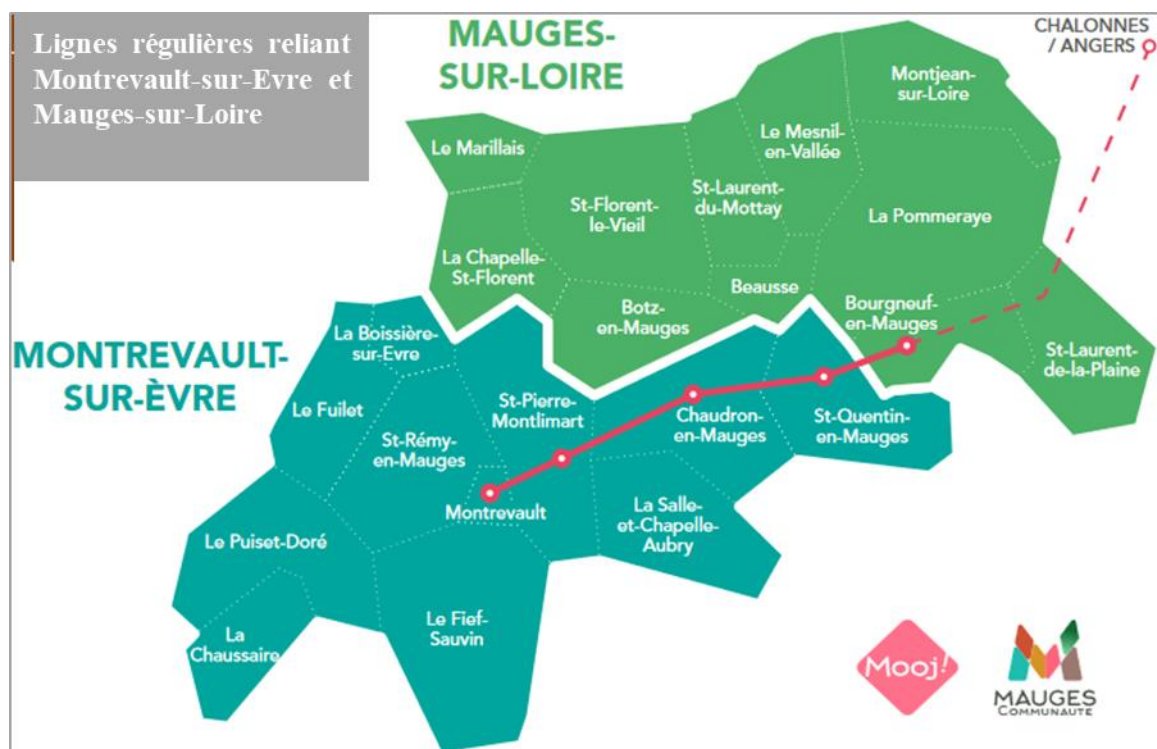 Lignes régulières reliant
Montrevault-sur-Evre et
Mauges-sur-Loire
MAUGES-
SUR-LOIRE
CHALONNES
/ ANGERS
Montjean-
sur-Loire
Le Mesnil-
en-Vallée
Le Marillais
St-Laurent-
du-Mottay
St-Florent-
le-Vieil
La Pommeraye
La Chapelle-
St-Florent
Beausse
Botz-
en-Mauges
Bourgneuf-
en-Mauges
St-Laurent-
de-la-Plaine
MONTREVAULT-
SUR-ÈVRE
La Boissière-
sur-Evre
Le Fuilet
St-Pierre-
Montlimart
St-Rémy-
en-Mauges
Chaudron-
en-Mauges
St-Quentin-
en-Mauges
Montrevault
La Salle-
et-Chapelle-
Aubry
Le Puiset-Doré
Le Fief-
Sauvin
La
Chaussaire
Mooj!
MAUGES
COMMUNAUTÉ